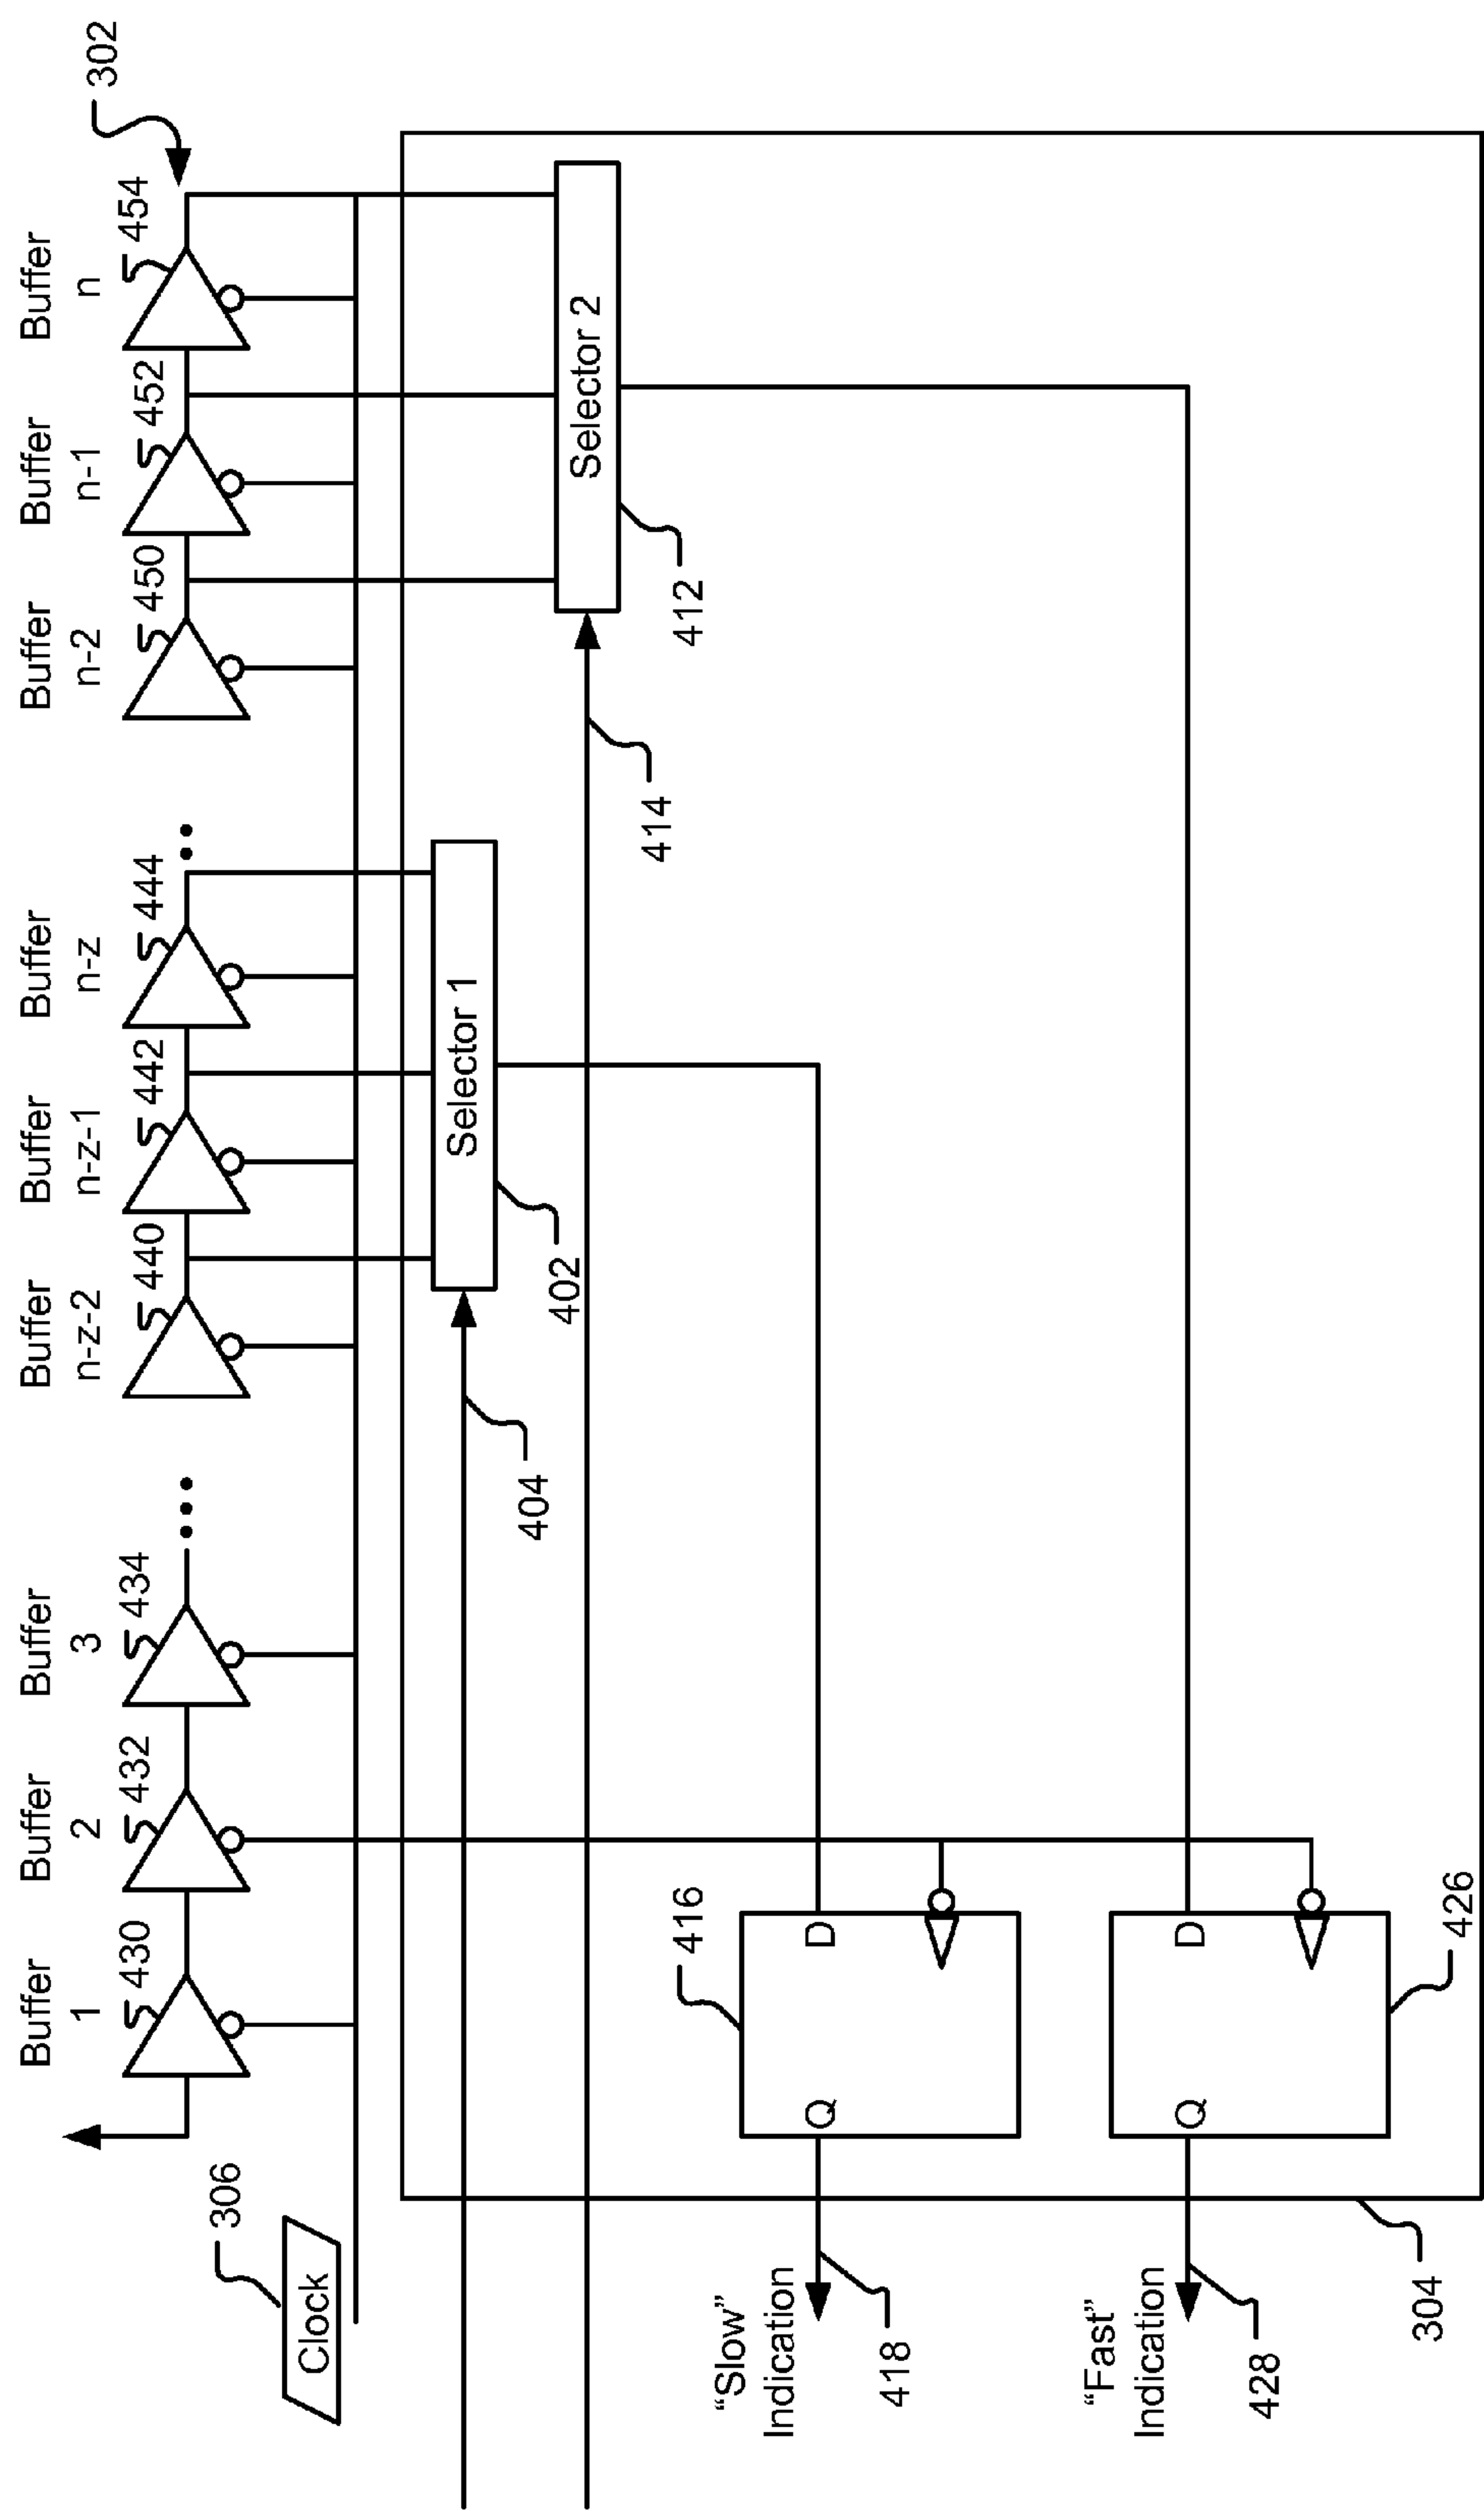 302
Buffer
1
430
Buffer
2
432
Buffer
3
434
Buffer
n-z-2
440
Buffer
n-z-1
442
Buffer
n-z
444
Buffer
n-2
450
Buffer
n-1
452
Buffer
n
454
306
Clock
404
Selector 1
402
414
Selector 2
412
416
Q
D
"Slow"
Indication
418
Q
D
426
"Fast"
Indication
428
304